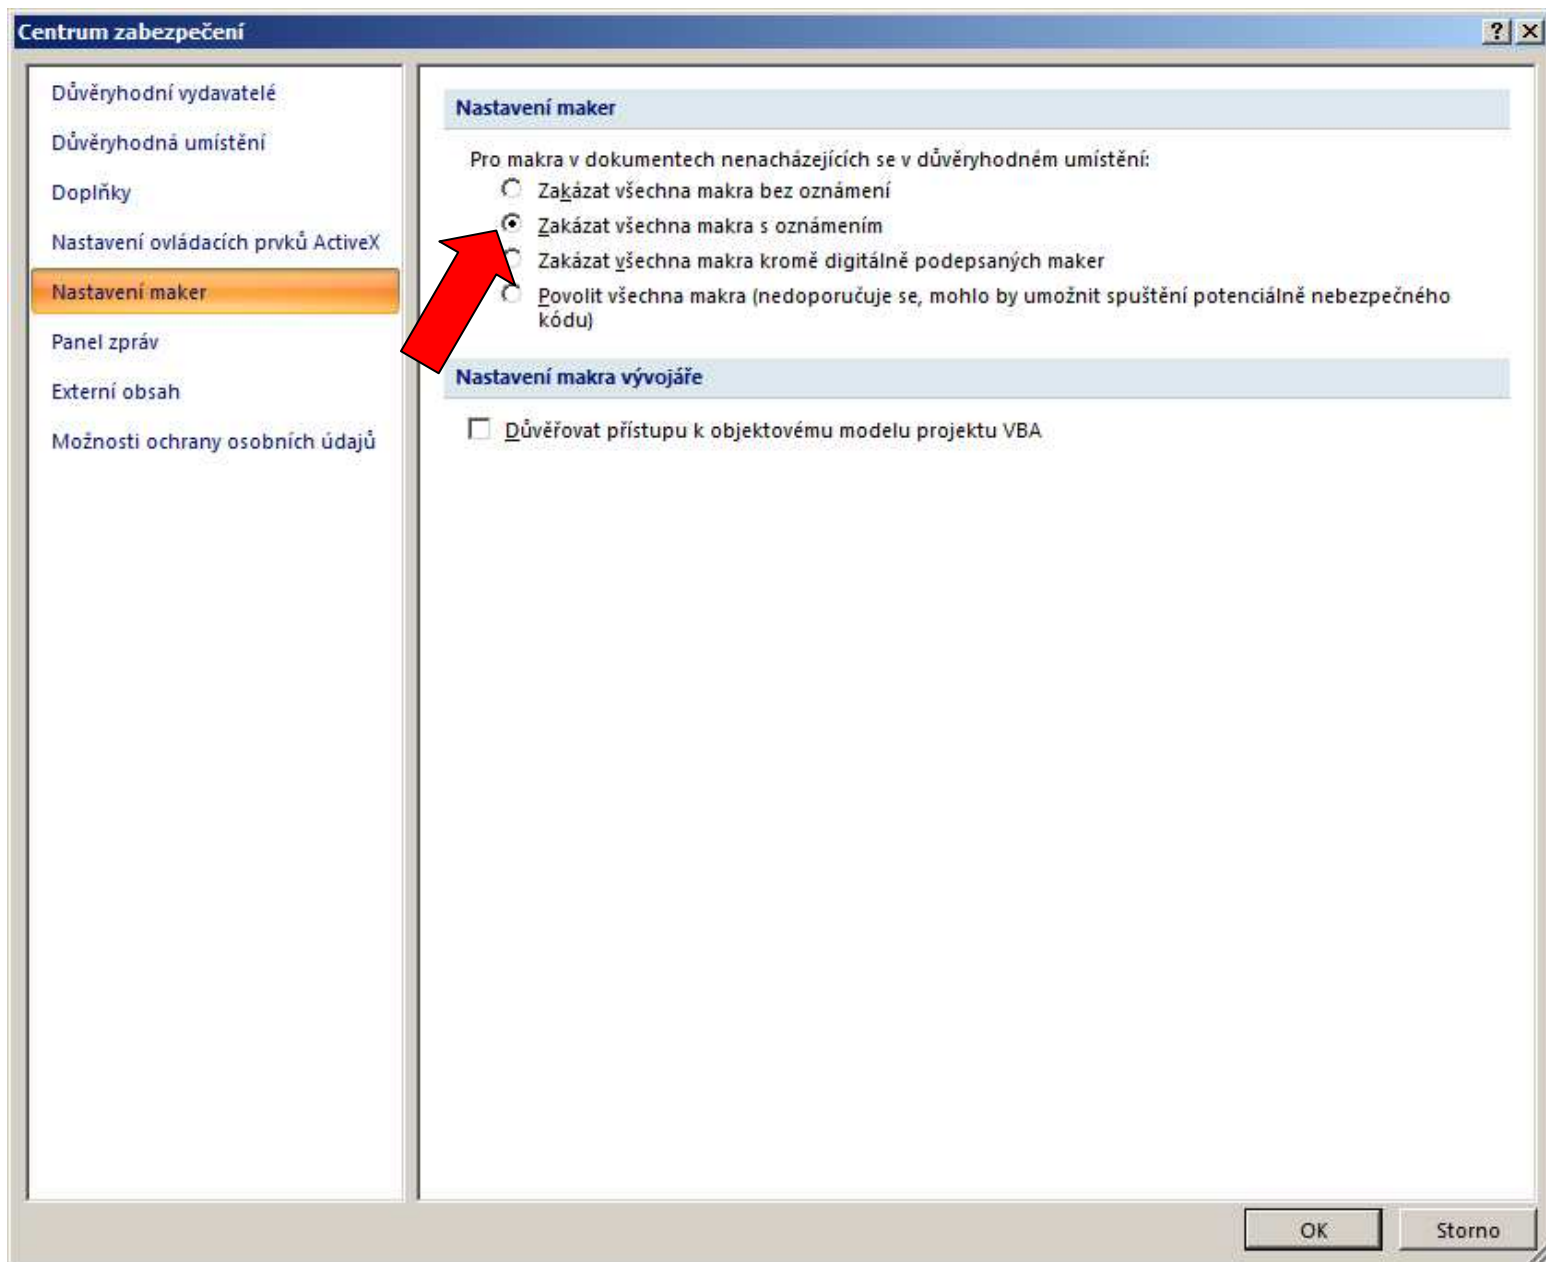 Centrum zabezpečení
Důvěryhodní vydavatelé
Důvěryhodná umístění
Doplňky
Nastavení ovládacích prvků ActiveX
Nastavení maker
Panel zpráv
Externí obsah
Možnosti ochrany osobních údajů
Nastavení maker
Pro makra v dokumentech nenacházejících se v důvěryhodném umístění:
Zakázat všechna makra bez oznámení
Zakázat všechna makra s oznámením
Zakázat všechna makra kromě digitálně podepsaných maker
Povolit všechna makra (nedoporučuje se, mohlo by umožnit spuštění potenciálně nebezpečného
kódu)
Nastavení makra vývojáře
Důvěřovat přístupu k objektovému modelu projektu VBA
OK
Storno